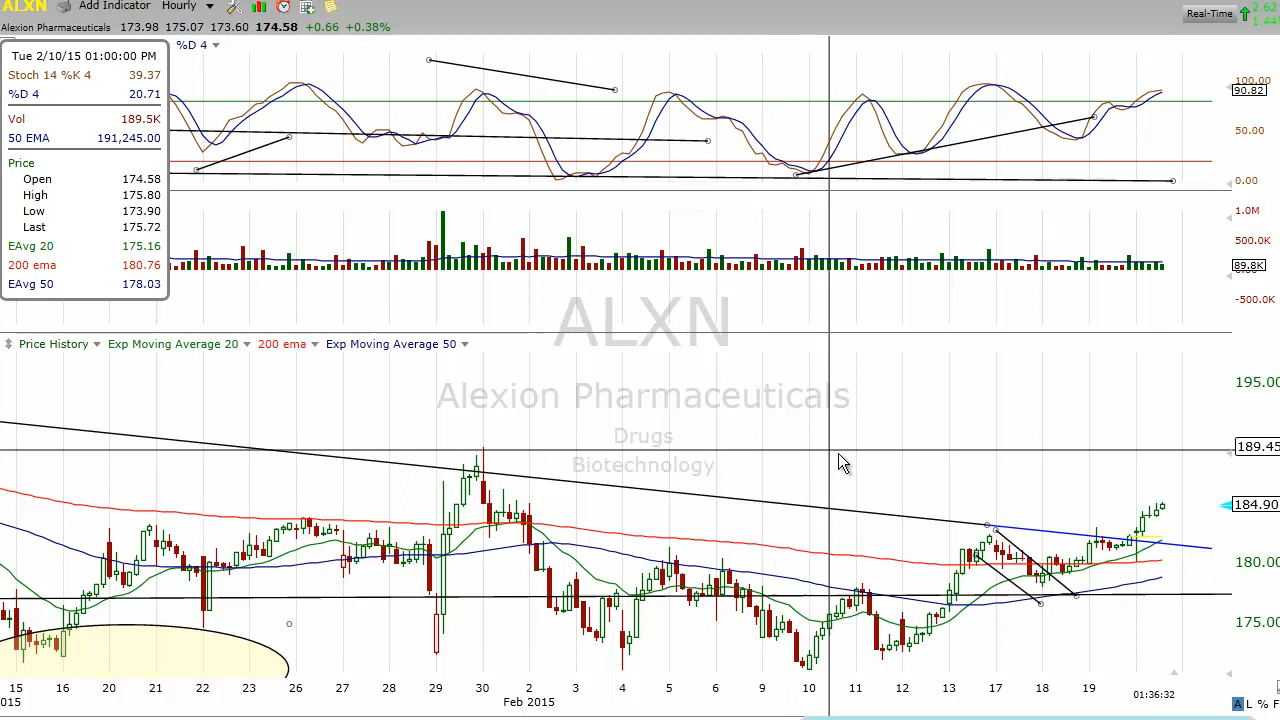 ALXN Add Indicator Hourly
Alexion Pharmaceuticals 173.98 175.07 173.60 174.58 +0.66 +0.38%
Real-Time 2.62
1.44%
Tue 2/10/15 01:00:00 PM
Stoch 14 %K 4 39.37
%D 4 20.71
Vol 189.5K
50 EMA 191,245.00
Price
Open 174.58
High 175.80
Low 173.90
Last 175.72
EAvg 20 175.16
200 ema 180.76
EAvg 50 178.03
%D 4
100.00
90.82
50.00
0.00
1.0M
500.0K
89.8K
-500.0K
ALXN
Alexion Pharmaceuticals
Drugs
Biotechnology
Price History Exp Moving Average 20 200 ema Exp Moving Average 50
195.00
189.45
184.90
180.00
175.00
15 16 20 21 22 23 26 27 28 29 30 2 3 4 5 6 9 10 11 12 13 17 18 19
015 Feb 2015
01:36:32
A L % F